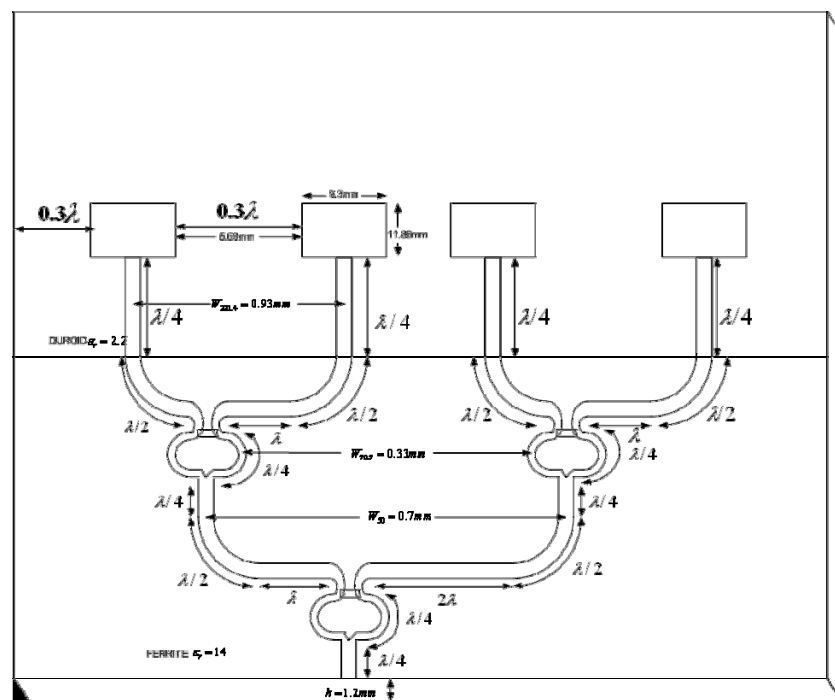 9.3mm
0.3λ 0.3λ
6.68mm 11.86mm
λ/4 λ/4 λ/4 λ/4
= 0.93mm
DUROID εr = 2.2
λ/2 λ λ/2 λ/2 λ λ/2
λ/4 W70.7 = 0.33mm λ/4
λ/4 W50 = 0.7mm λ/4
λ/2 λ 2λ λ/2
λ/4
FERRITE εr = 14 λ/4
h = 1.2mm